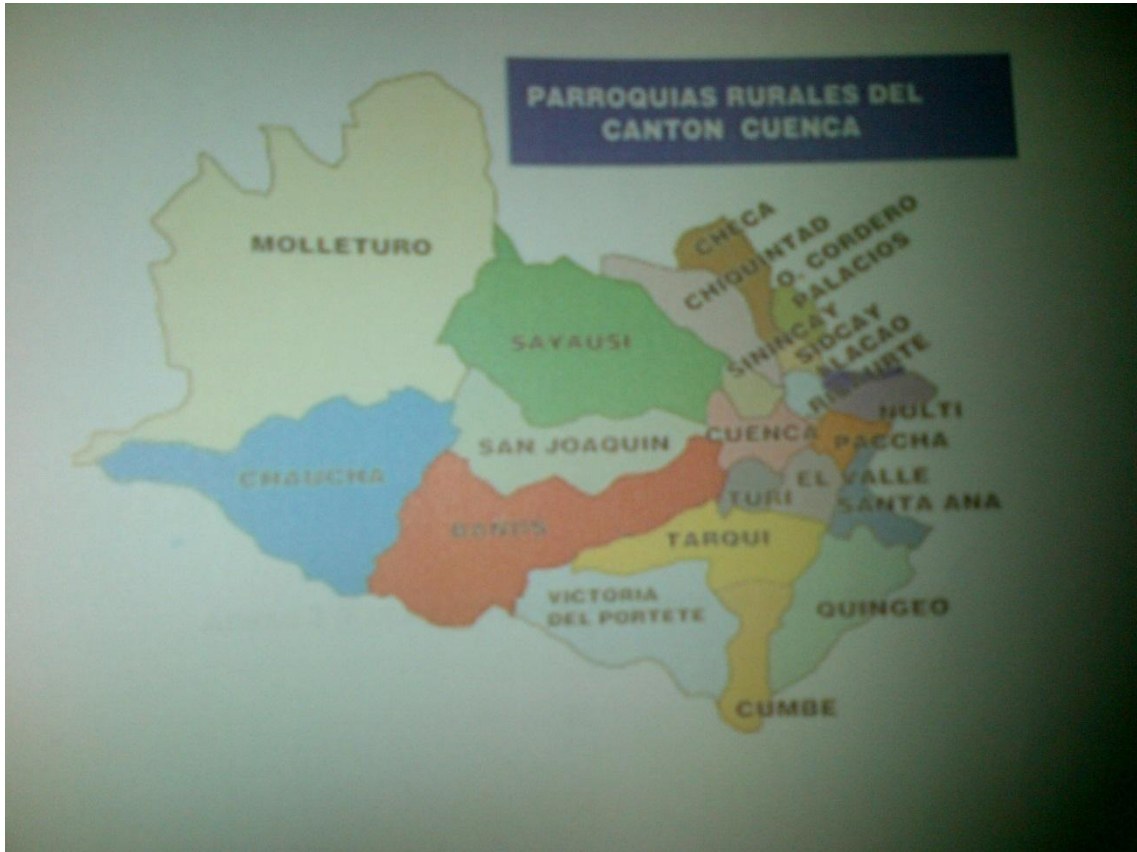 PARROQUIAS RURALES DEL
CANTON CUENCA
CHECA
CHIQUINTAD
O. CORDERO
PALACIOS
MOLLETURO
SAYAUSI
SININCAY
SIDCAY
LLACAO
RICAURTE
NULTI
CUENCA
PACCHA
SAN JOAQUIN
CHAUCHA
EL VALLE
TURI
SANTA ANA
BANOS
TARQUI
VICTORIA
DEL PORTETE
QUINGEO
CUMBE